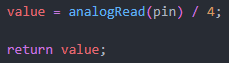 value = analogRead(pin) / 4;
return value;